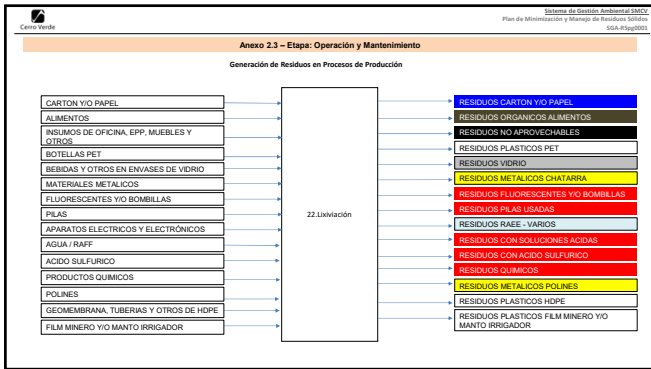 Cerro Verde
Sistema de Gestión Ambiental SMCV
Plan de Minimización y Manejo de Residuos Sólidos
SGA-RSpg0001
Anexo 2.3 – Etapa: Operación y Mantenimiento
Generación de Residuos en Procesos de Producción
CARTON Y/O PAPEL
ALIMENTOS
INSUMOS DE OFICINA, EPP, MUEBLES Y
OTROS
BOTELLAS PET
BEBIDAS Y OTROS EN ENVASES DE VIDRIO
MATERIALES METALICOS
FLUORESCENTES Y/O BOMBILLAS
PILAS
APARATOS ELECTRICOS Y ELECTRÓNICOS
AGUA / RAFF
ACIDO SULFURICO
PRODUCTOS QUIMICOS
POLINES
GEOMEMBRANA, TUBERIAS Y OTROS DE HDPE
FILM MINERO Y/O MANTO IRRIGADOR
22.Lixiviación
RESIDUOS CARTON Y/O PAPEL
RESIDUOS ORGANICOS ALIMENTOS
RESIDUOS NO APROVECHABLES
RESIDUOS PLASTICOS PET
RESIDUOS VIDRIO
RESIDUOS METALICOS CHATARRA
RESIDUOS FLUORESCENTES Y/O BOMBILLAS
RESIDUOS PILAS USADAS
RESIDUOS RAEE - VARIOS
RESIDUOS CON SOLUCIONES ACIDAS
RESIDUOS CON ACIDO SULFURICO
RESIDUOS QUIMICOS
RESIDUOS METALICOS POLINES
RESIDUOS PLASTICOS HDPE
RESIDUOS PLASTICOS FILM MINERO Y/O
MANTO IRRIGADOR